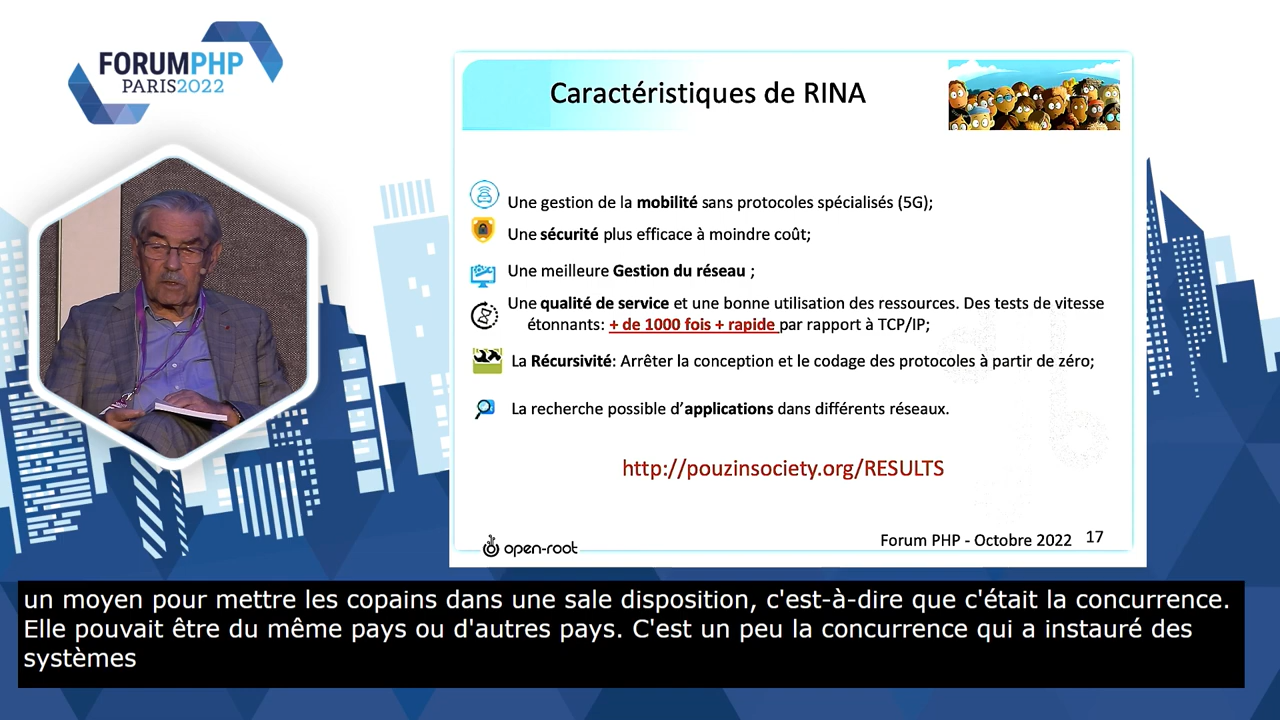 FORUMPHP
PARIS2022
Caractéristiques de RINA
Une gestion de la mobilité sans protocoles spécialisés (5G);
Une sécurité plus efficace à moindre coût;
Une meilleure Gestion du réseau ;
Une qualité de service et une bonne utilisation des ressources. Des tests de vitesse
étonnants: + de 1000 fois + rapide par rapport à TCP/IP;
La Récursivité: Arrêter la conception et le codage des protocoles à partir de zéro;
La recherche possible d'applications dans différents réseaux.
http://pouzinsociety.org/RESULTS
open-root
Forum PHP - Octobre 2022 17
un moyen pour mettre les copains dans une sale disposition, c'est-à-dire que c'était la concurrence.
Elle pouvait être du même pays ou d'autres pays. C'est un peu la concurrence qui a instauré des
systèmes